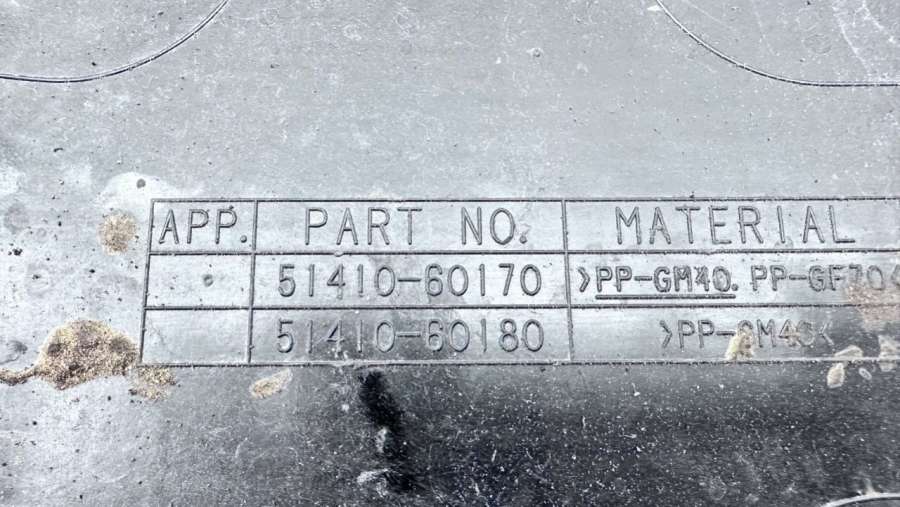 APP. PART NO. MATERIAL
51410-60170 >PP-GM40. PP-GF70<
51410-60180 >PP-GM40<